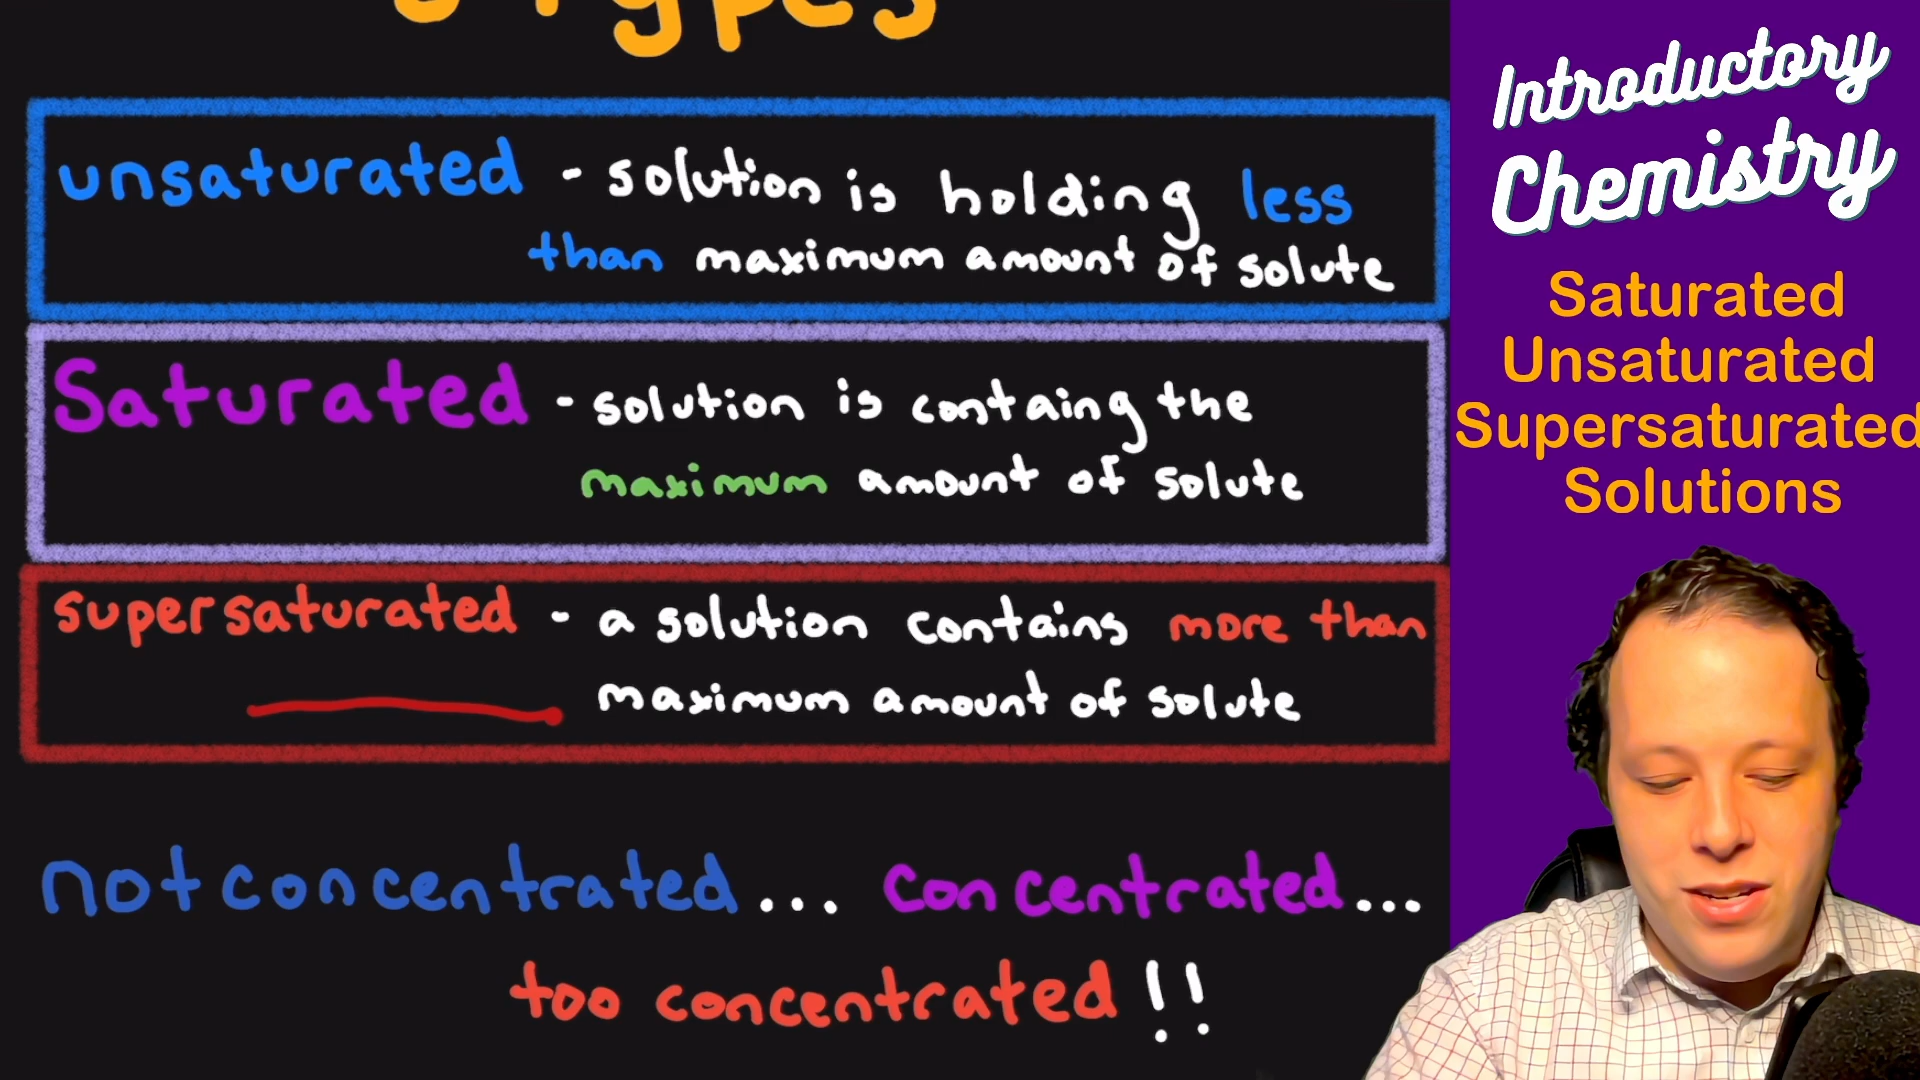 Types
unsaturated - solution is holding less
than maximum amount of solute
Saturated - solution is containg the
maximum amount of solute
supersaturated - a solution contains more than
maximum amount of solute
not concentrated... concentrated...
too concentrated!!
Introductory
Chemistry
Saturated
Unsaturated
Supersaturated
Solutions